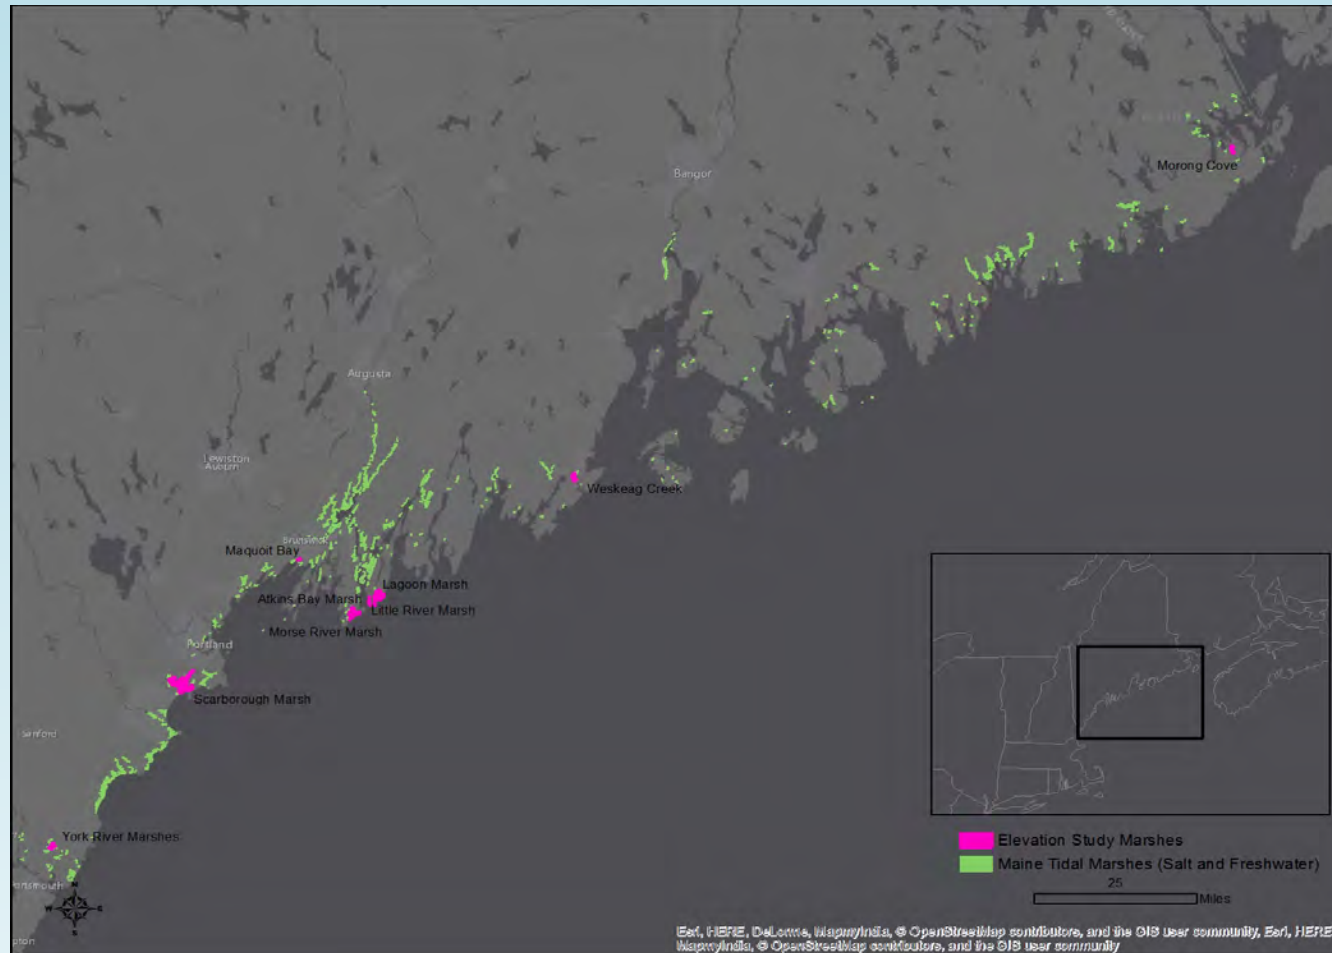 Bangor
Morong Cove
Augusta
Lewiston
Auburn
Weskeag Creek
Brunswick
Maquoit Bay
Lagoon Marsh
Atkins Bay Marsh
Little River Marsh
Morse River Marsh
Portland
Scarborough Marsh
Sanford
York River Marshes
Portsmouth
N
W E
S
pton
Elevation Study Marshes
Maine Tidal Marshes (Salt and Freshwater)
25
Miles
Esri, HERE, DeLorme, MapmyIndia, © OpenStreetMap contributors, and the GIS user community, Esri, HERE
MapmyIndia, © OpenStreetMap contributors, and the GIS user community